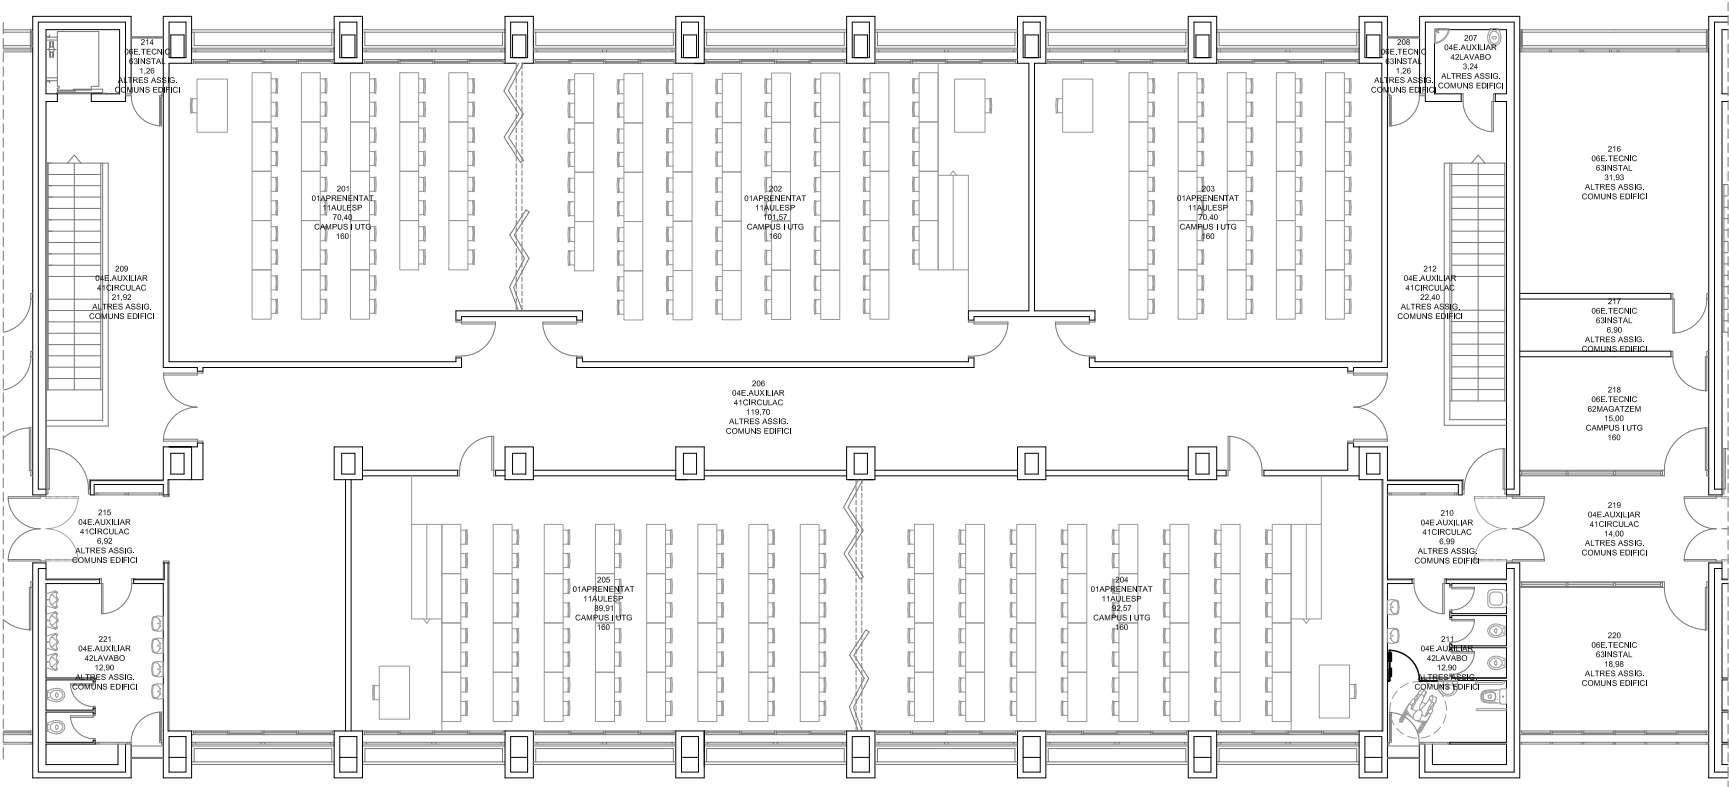 214
06E.TECNIC
63INSTAL
1,26
ALTRES ASSIG.
COMUNS EDIFICI
208
06E.TECNIC
63INSTAL
1,26
ALTRES ASSIG.
COMUNS EDIFICI
207
04E.AUXILIAR
42LAVABO
3,24
ALTRES ASSIG.
COMUNS EDIFICI
201
01APRENENTAT
11AULESP
70,40
CAMPUS I UTG
160
202
01APRENENTAT
11AULESP
101,57
CAMPUS I UTG
160
203
01APRENENTAT
11AULESP
70,40
CAMPUS I UTG
160
216
06E.TECNIC
63INSTAL
31,93
ALTRES ASSIG.
COMUNS EDIFICI
209
04E.AUXILIAR
41CIRCULAC
21,92
ALTRES ASSIG.
COMUNS EDIFICI
212
04E.AUXILIAR
41CIRCULAC
22,40
ALTRES ASSIG.
COMUNS EDIFICI
217
06E.TECNIC
63INSTAL
6,90
ALTRES ASSIG.
COMUNS EDIFICI
206
04E.AUXILIAR
41CIRCULAC
119,70
ALTRES ASSIG.
COMUNS EDIFICI
218
06E.TECNIC
62MAGATZEM
15,00
CAMPUS I UTG
160
215
04E.AUXILIAR
41CIRCULAC
6,92
ALTRES ASSIG.
COMUNS EDIFICI
210
04E.AUXILIAR
41CIRCULAC
6,99
ALTRES ASSIG.
COMUNS EDIFICI
219
04E.AUXILIAR
41CIRCULAC
14,00
ALTRES ASSIG.
COMUNS EDIFICI
205
01APRENENTAT
11AULESP
89,91
CAMPUS I UTG
160
204
01APRENENTAT
11AULESP
92,57
CAMPUS I UTG
160
221
04E.AUXILIAR
42LAVABO
12,90
ALTRES ASSIG.
COMUNS EDIFICI
211
04E.AUXILIAR
42LAVABO
12,90
ALTRES ASSIG.
COMUNS EDIFICI
220
06E.TECNIC
63INSTAL
18,98
ALTRES ASSIG.
COMUNS EDIFICI